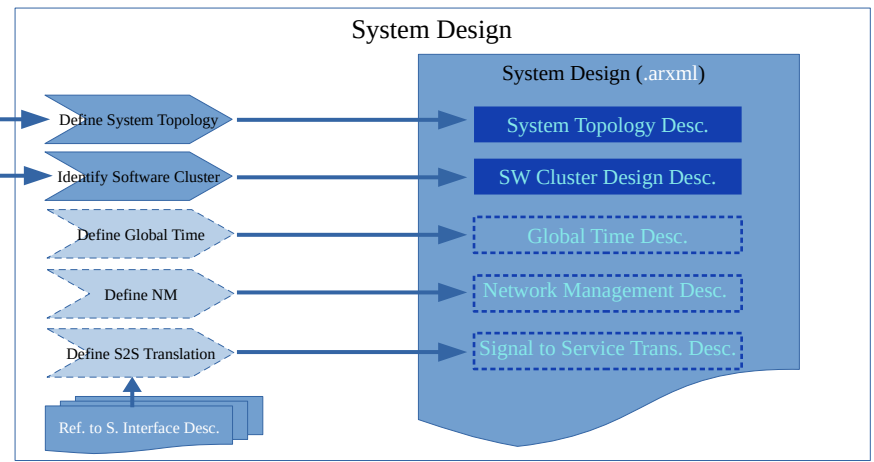 System Design
System Design (.arxml)
Define System Topology
System Topology Desc.
Identify Software Cluster
SW Cluster Design Desc.
Define Global Time
Global Time Desc.
Define NM
Network Management Desc.
Define S2S Translation
Signal to Service Trans. Desc.
Ref. to S. Interface Desc.